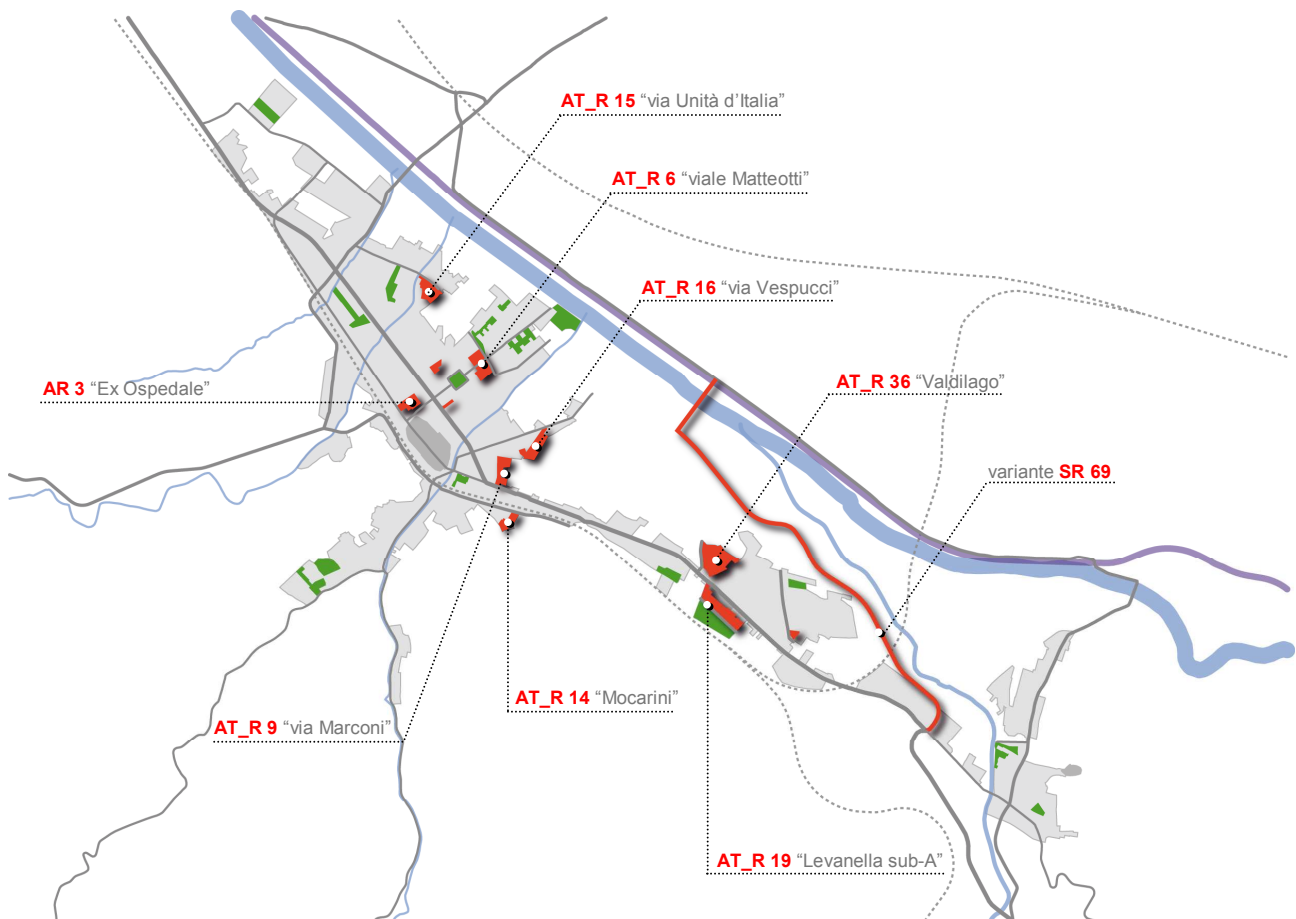 AT_R 15 “via Unità d’Italia”
AT_R 6 “viale Matteotti”
AT_R 16 “via Vespucci”
AR 3 “Ex Ospedale”
AT_R 36 “Valdilago”
variante SR 69
AT_R 14 “Mocarini”
AT_R 9 “via Marconi”
AT_R 19 “Levanella sub-A”